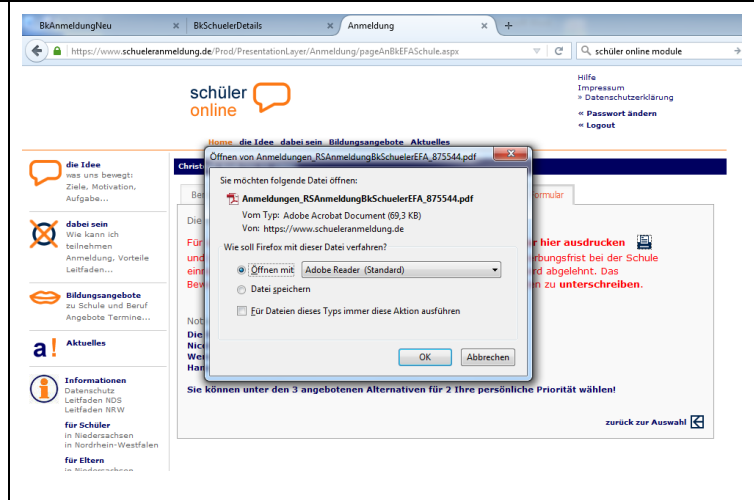 BkAnmeldungNeu × BkSchuelerDetails × Anmeldung × +
https://www.schueleranmeldung.de/Prod/PresentationLayer/Anmeldung/pageAnBkEFASchule.aspx
schüler online module
schüler
online
Hilfe
Impressum
» Datenschutzerklärung
« Passwort ändern
« Logout
Home die Idee dabei sein Bildungsangebote Aktuelles
die Idee
was uns bewegt:
Ziele, Motivation,
Aufgabe...
dabei sein
Wie kann ich
teilnehmen
Anmeldung, Vorteile
Leitfaden...
Bildungsangebote
zu Schule und Beruf
Angebote Termine...
a! Aktuelles
Informationen
Datenschutz
Leitfaden NDS
Leitfaden NRW
für Schüler
in Niedersachsen
in Nordrhein-Westfalen
für Eltern
in Niedersachsen
Öffnen von Anmeldungen_RSAnmeldungBkSchuelerEFA_875544.pdf
Sie möchten folgende Datei öffnen:
Anmeldungen_RSAnmeldungBkSchuelerEFA_875544.pdf
Vom Typ: Adobe Acrobat Document (69,3 KB)
Von: https://www.schueleranmeldung.de
Wie soll Firefox mit dieser Datei verfahren?
Öffnen mit Adobe Reader (Standard)
Datei speichern
Für Dateien dieses Typs immer diese Aktion ausführen
OK Abbrechen
hier ausdrucken
bei der Schule
abgelehnt. Das
zu unterschreiben.
Sie können unter den 3 angebotenen Alternativen für 2 Ihre persönliche Priorität wählen!
zurück zur Auswahl